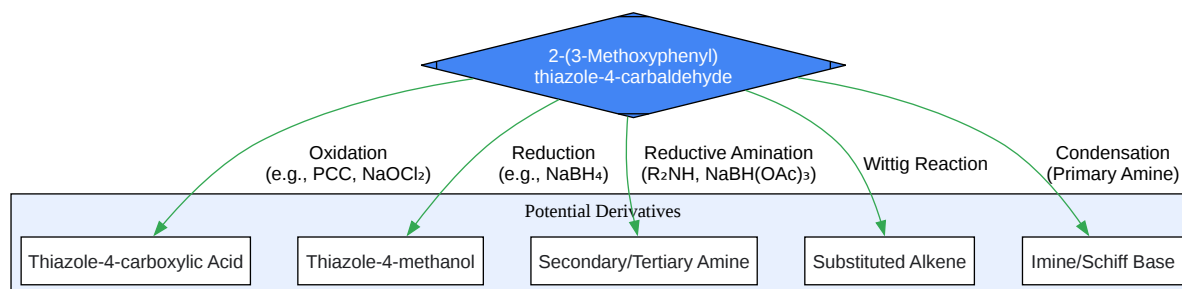 2-(3-Methoxyphenyl)
thiazole-4-carbaldehyde
Oxidation
(e.g., PCC, NaOCl₂)
Reduction
(e.g., NaBH₄)
Reductive Amination
(R₂NH, NaBH(OAc)₃)
Wittig Reaction
Condensation
(Primary Amine)
Potential Derivatives
Thiazole-4-carboxylic Acid
Thiazole-4-methanol
Secondary/Tertiary Amine
Substituted Alkene
Imine/Schiff Base